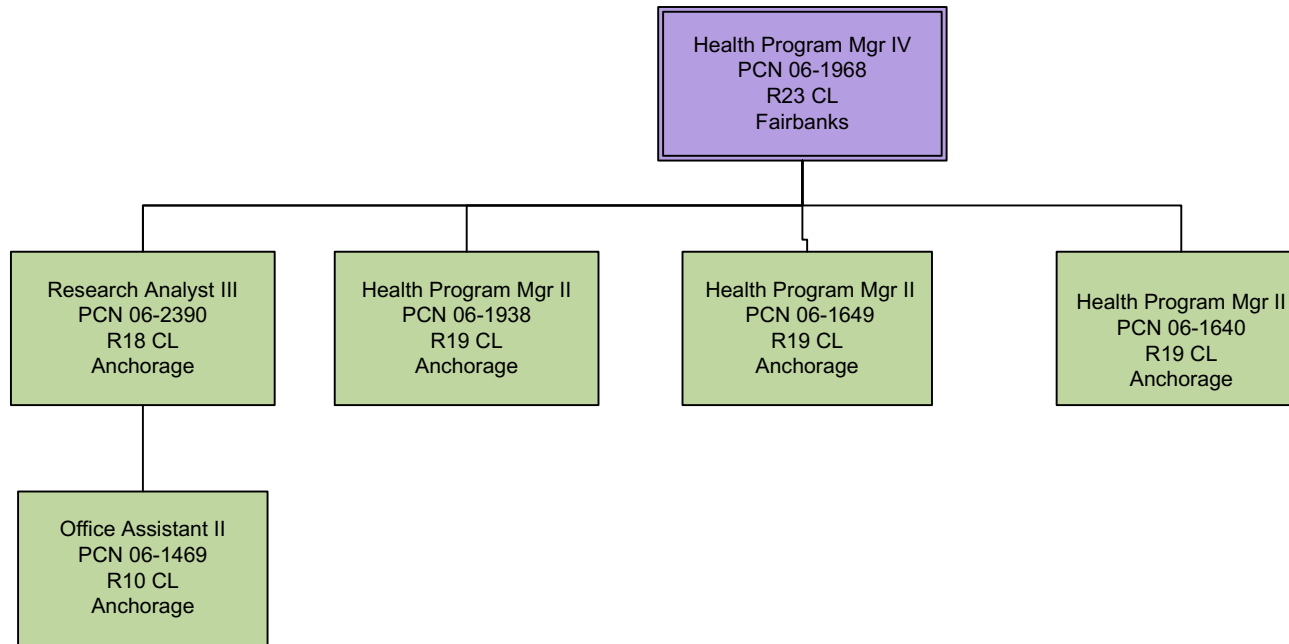 Health Program Mgr IV
PCN 06-1968
R23 CL
Fairbanks
Research Analyst III
PCN 06-2390
R18 CL
Anchorage
Health Program Mgr II
PCN 06-1938
R19 CL
Anchorage
Health Program Mgr II
PCN 06-1649
R19 CL
Anchorage
Health Program Mgr II
PCN 06-1640
R19 CL
Anchorage
Office Assistant II
PCN 06-1469
R10 CL
Anchorage